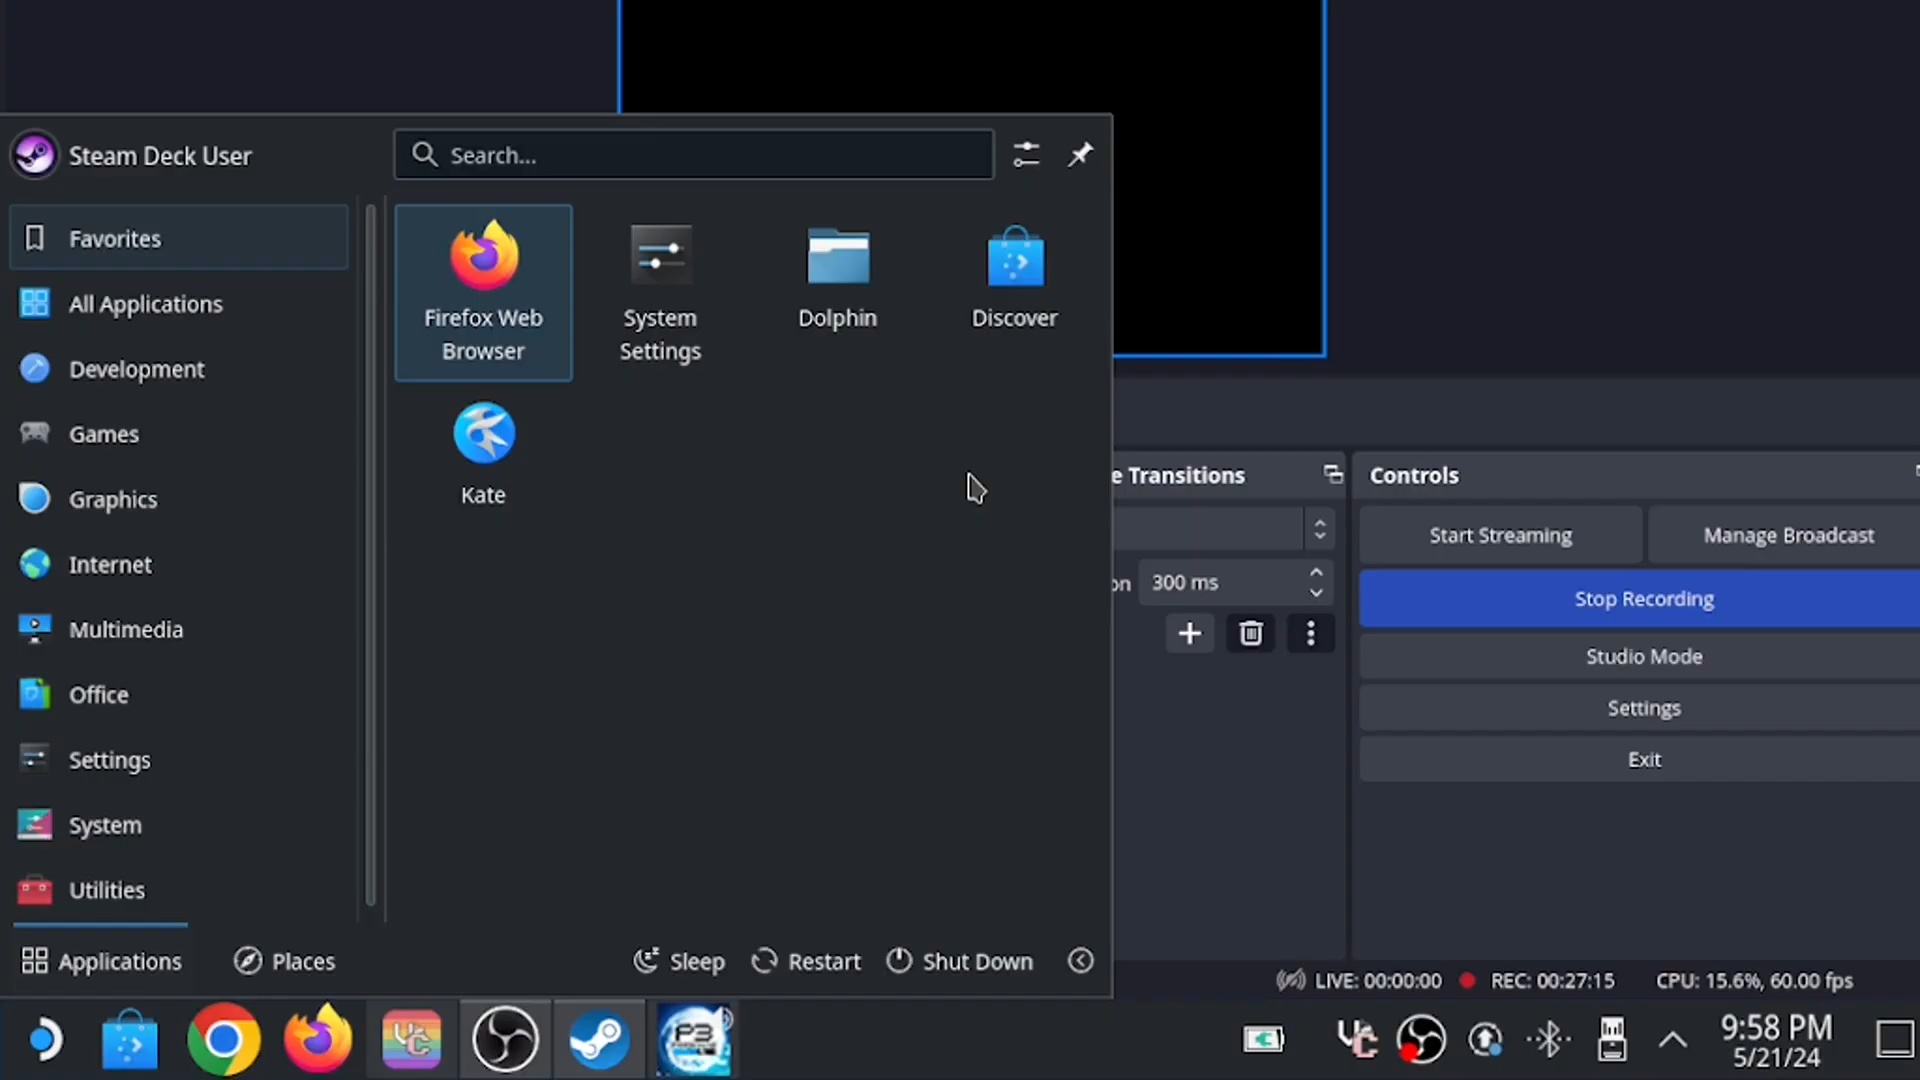 Steam Deck User
Search...
Favorites
All Applications
Development
Games
Graphics
Internet
Multimedia
Office
Settings
System
Utilities
Firefox Web
Browser
System
Settings
Dolphin
Discover
Kate
Applications
Places
Sleep
Restart
Shut Down
e Transitions
on
300 ms
Controls
Start Streaming
Manage Broadcast
Stop Recording
Studio Mode
Settings
Exit
LIVE: 00:00:00
REC: 00:27:15
CPU: 15.6%, 60.00 fps
UC
P3
UC
9:58 PM
5/21/24